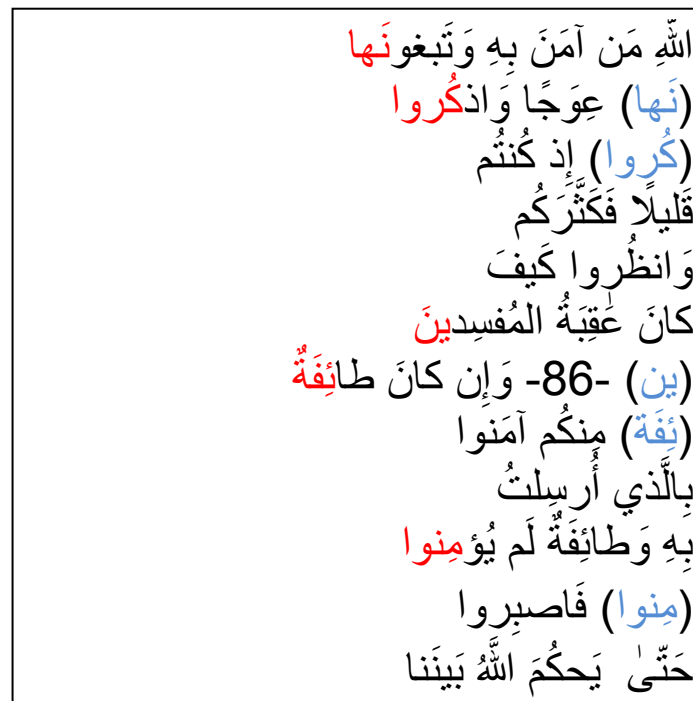 اللَّهِ مَن آمَنَ بِهِ وَتَبغونَها
(نَها) عِوَجًا وَاذكُروا
(كُروا) إِذ كُنتُم
قَليلًا فَكَثَّرَكُم
وَانظُروا كَيفَ
كانَ عٰقِبَةُ المُفسِدينَ
(ين) -86- وَإِن كانَ طائِفَةٌ
(ئِفَة) مِنكُم آمَنوا
بِالَّذي أُرسِلتُ
بِهِ وَطائِفَةٌ لَم يُؤمِنوا
(مِنوا) فَاصبِروا
حَتّىٰ يَحكُمَ اللَّهُ بَينَنا